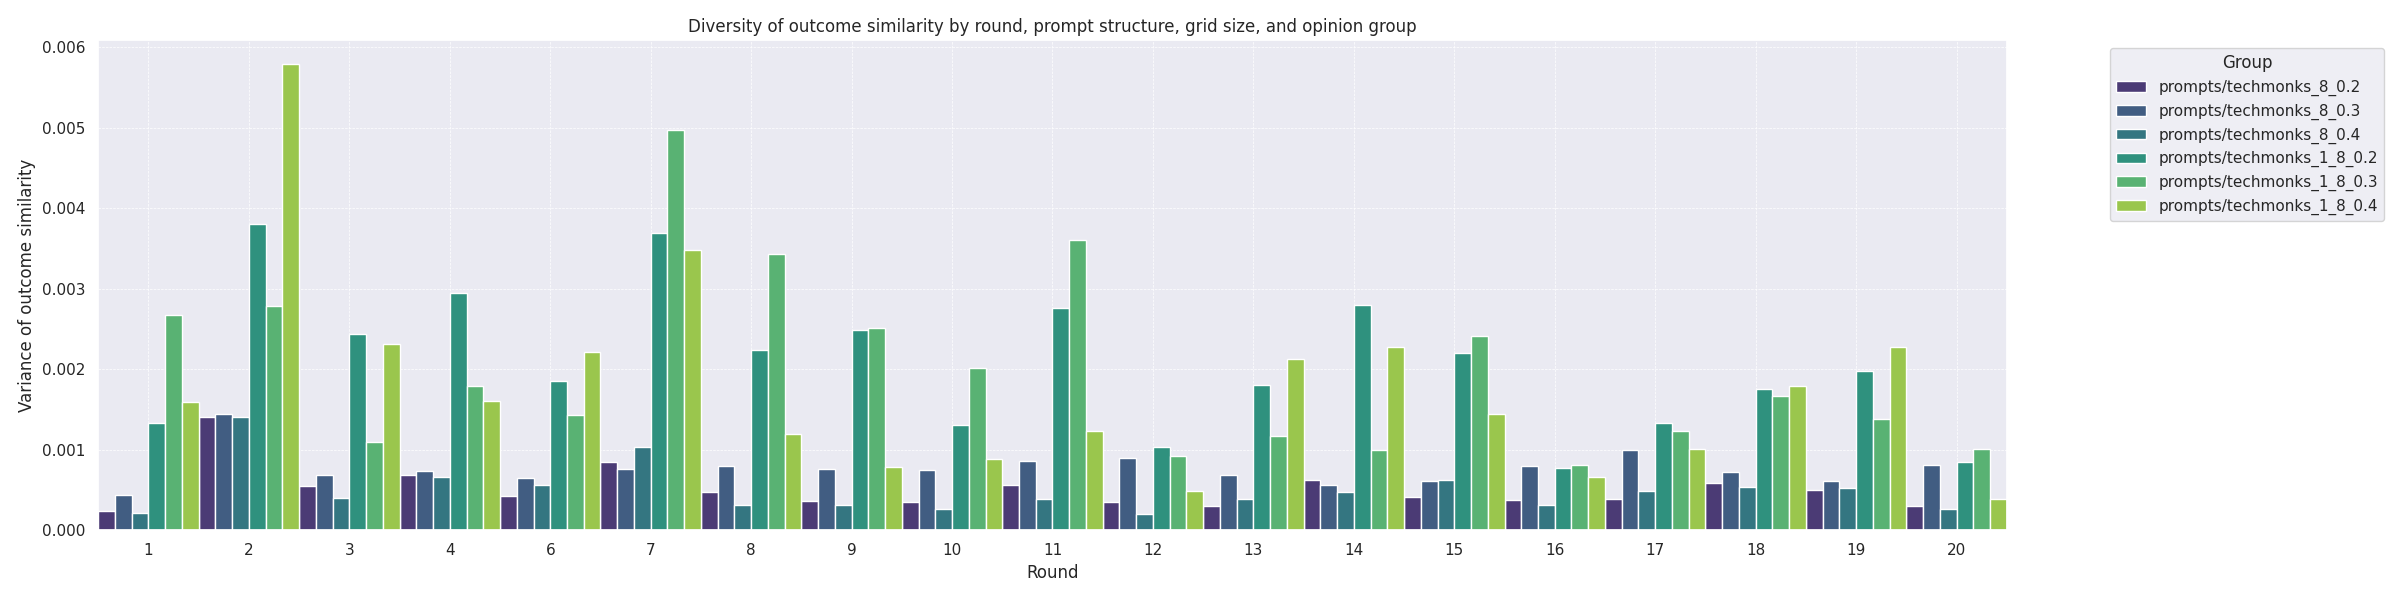 Diversity of outcome similarity by round, prompt structure, grid size, and opinion group
Variance of outcome similarity
0.006
0.005
0.004
0.003
0.002
0.001
0.000
1 2 3 4 6 7 8 9 10 11 12 13 14 15 16 17 18 19 20
Round
Group
prompts/techmonks_8_0.2
prompts/techmonks_8_0.3
prompts/techmonks_8_0.4
prompts/techmonks_1_8_0.2
prompts/techmonks_1_8_0.3
prompts/techmonks_1_8_0.4